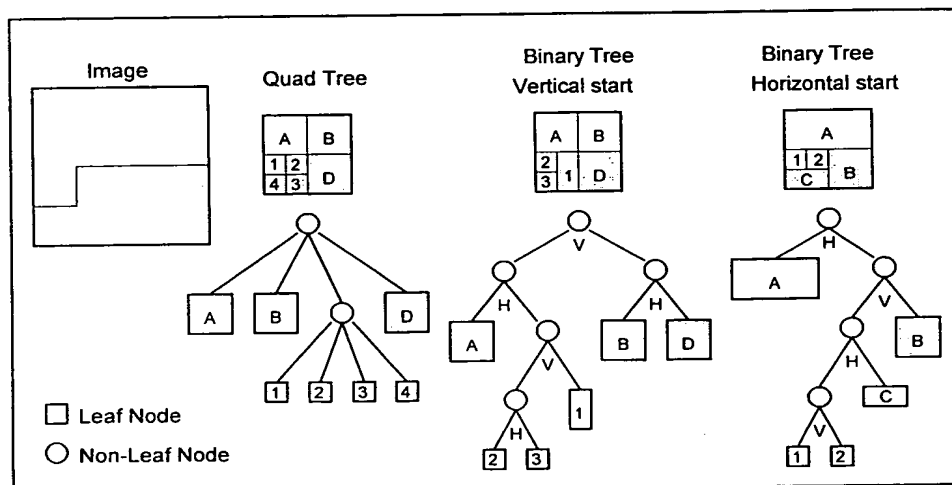 Image
Quad Tree
Binary Tree
Vertical start
Binary Tree
Horizontal start
A B
1 2
4 3 D
A B
2
3 1 D
A
1 2
C B
V
H
H
V
H
A B D
1 2 3 4
A
B D
1
2 3
H
A
V
B
H
C
V
1 2
Leaf Node
Non-Leaf Node